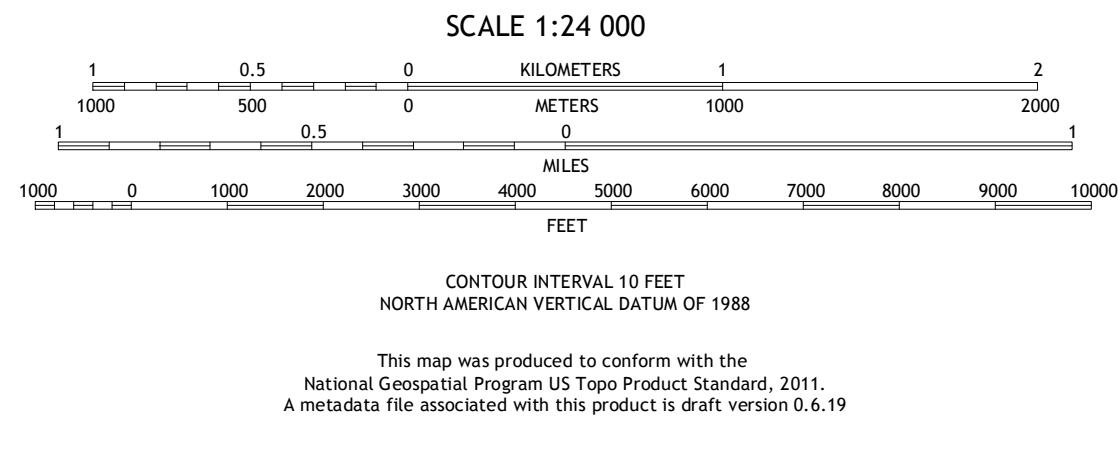 SCALE 1:24 000
1 0.5 0 KILOMETERS 1 2
1000 500 0 METERS 1000 2000
1 0.5 0 1
MILES
1000 0 1000 2000 3000 4000 5000 6000 7000 8000 9000 10000
FEET
CONTOUR INTERVAL 10 FEET
NORTH AMERICAN VERTICAL DATUM OF 1988
This map was produced to conform with the
National Geospatial Program US Topo Product Standard, 2011.
A metadata file associated with this product is draft version 0.6.19